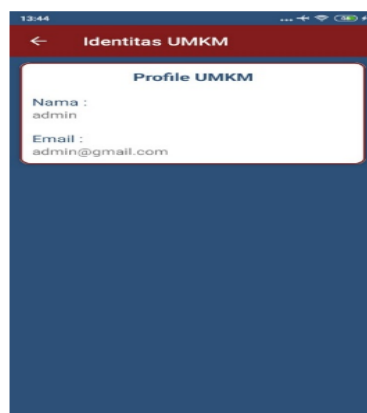 13:44
...
← Identitas UMKM
Profile UMKM
Nama :
admin
Email :
admin@gmail.com